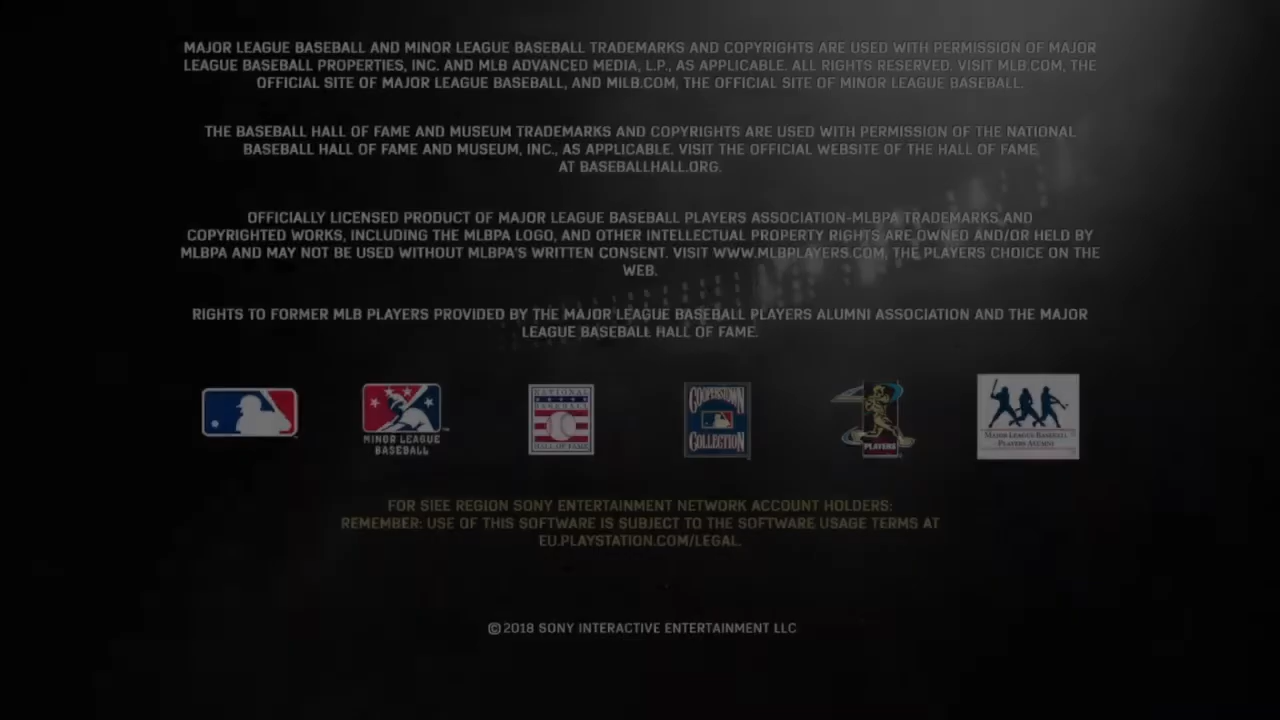 MAJOR LEAGUE BASEBALL AND MINOR LEAGUE BASEBALL TRADEMARKS AND COPYRIGHTS ARE USED WITH PERMISSION OF MAJOR
LEAGUE BASEBALL PROPERTIES, INC. AND MLB ADVANCED MEDIA, L.P., AS APPLICABLE. ALL RIGHTS RESERVED. VISIT MLB.COM, THE
OFFICIAL SITE OF MAJOR LEAGUE BASEBALL, AND MILB.COM, THE OFFICIAL SITE OF MINOR LEAGUE BASEBALL.
THE BASEBALL HALL OF FAME AND MUSEUM TRADEMARKS AND COPYRIGHTS ARE USED WITH PERMISSION OF THE NATIONAL
BASEBALL HALL OF FAME AND MUSEUM, INC., AS APPLICABLE. VISIT THE OFFICIAL WEBSITE OF THE HALL OF FAME
AT BASEBALLHALL.ORG.
OFFICIALLY LICENSED PRODUCT OF MAJOR LEAGUE BASEBALL PLAYERS ASSOCIATION-MLBPA TRADEMARKS AND
COPYRIGHTED WORKS, INCLUDING THE MLBPA LOGO, AND OTHER INTELLECTUAL PROPERTY RIGHTS ARE OWNED AND/OR HELD BY
MLBPA AND MAY NOT BE USED WITHOUT MLBPA'S WRITTEN CONSENT. VISIT WWW.MLBPLAYERS.COM, THE PLAYERS CHOICE ON THE
WEB.
RIGHTS TO FORMER MLB PLAYERS PROVIDED BY THE MAJOR LEAGUE BASEBALL PLAYERS ALUMNI ASSOCIATION AND THE MAJOR
LEAGUE BASEBALL HALL OF FAME.
MINOR LEAGUE
BASEBALL
NATIONAL
BASEBALL
HALL OF FAME
COOPERSTOWN
COLLECTION
PLAYERS
MAJOR LEAGUE BASEBALL
PLAYERS ALUMNI
FOR SIEE REGION SONY ENTERTAINMENT NETWORK ACCOUNT HOLDERS:
REMEMBER: USE OF THIS SOFTWARE IS SUBJECT TO THE SOFTWARE USAGE TERMS AT
EU.PLAYSTATION.COM/LEGAL.
©2018 SONY INTERACTIVE ENTERTAINMENT LLC